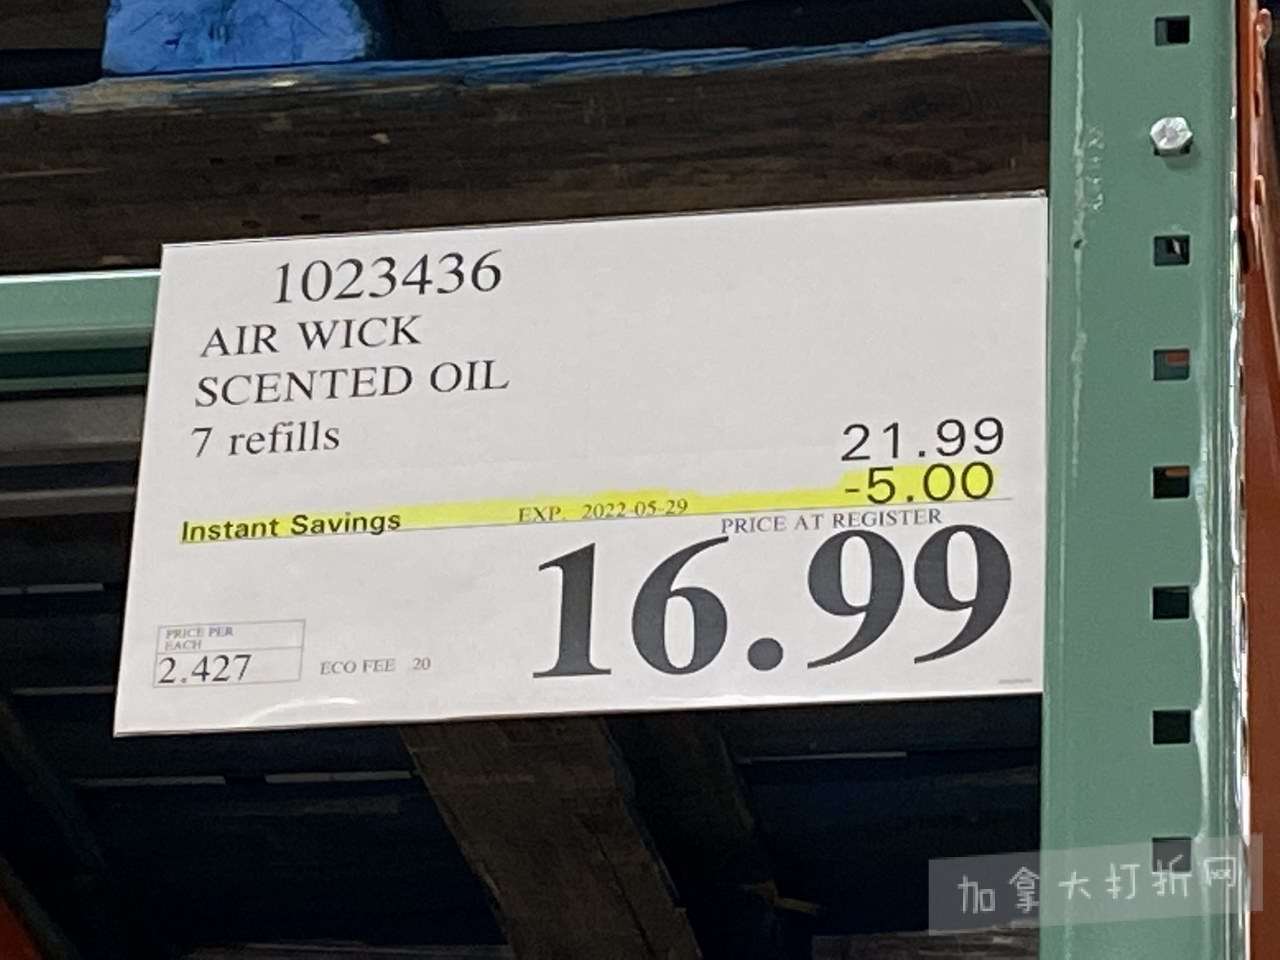 1023436
AIR WICK
SCENTED OIL
7 refills
21.99
-5.00
Instant Savings EXP. 2022-05-29
PRICE AT REGISTER
16.99
PRICE PER
EACH
2.427
ECO FEE 20
加拿大打折网